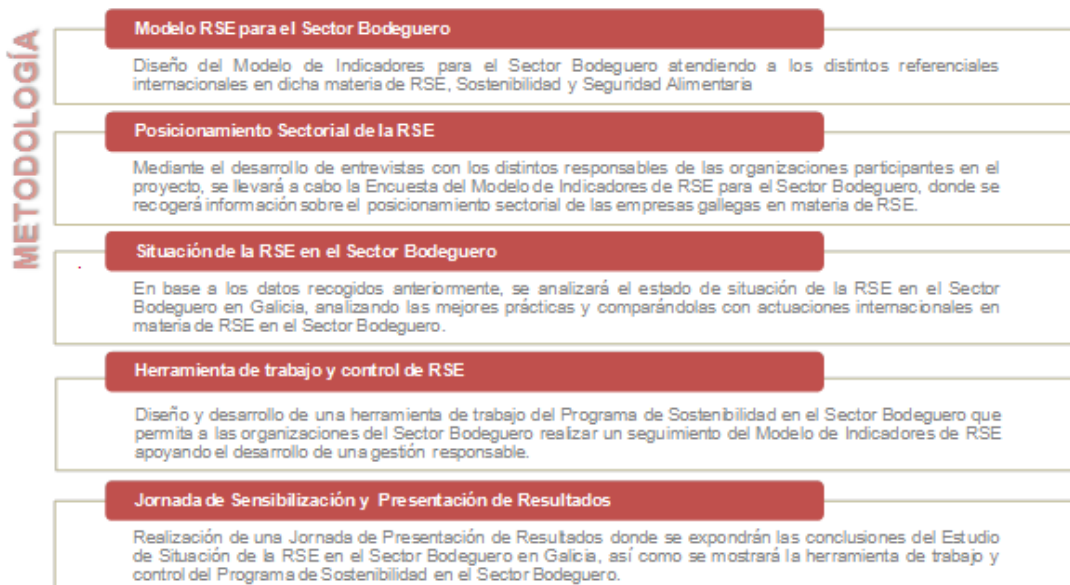 METODOLOGÍA
Modelo RSE para el Sector Bodeguero
Diseño del Modelo de Indicadores para el Sector Bodeguero atendiendo a los distintos referenciales
internacionales en dicha materia de RSE, Sostenibilidad y Seguridad Alimentaria
Posicionamiento Sectorial de la RSE
Mediante el desarrollo de entrevistas con los distintos responsables de las organizaciones participantes en el
proyecto, se llevará a cabo la Encuesta del Modelo de Indicadores de RSE para el Sector Bodeguero, donde se
recogerá información sobre el posicionamiento sectorial de las empresas gallegas en materia de RSE.
Situación de la RSE en el Sector Bodeguero
En base a los datos recogidos anteriormente, se analizará el estado de situación de la RSE en el Sector
Bodeguero en Galicia, analizando las mejores prácticas y comparándolas con actuaciones internacionales en
materia de RSE en el Sector Bodeguero.
Herramienta de trabajo y control de RSE
Diseño y desarrollo de una herramienta de trabajo del Programa de Sostenibilidad en el Sector Bodeguero que
permita a las organizaciones del Sector Bodeguero realizar un seguimiento del Modelo de Indicadores de RSE
apoyando el desarrollo de una gestión responsable.
Jornada de Sensibilización y Presentación de Resultados
Realización de una Jornada de Presentación de Resultados donde se expondrán las conclusiones del Estudio
de Situación de la RSE en el Sector Bodeguero en Galicia, así como se mostrará la herramienta de trabajo y
control del Programa de Sostenibilidad en el Sector Bodeguero.